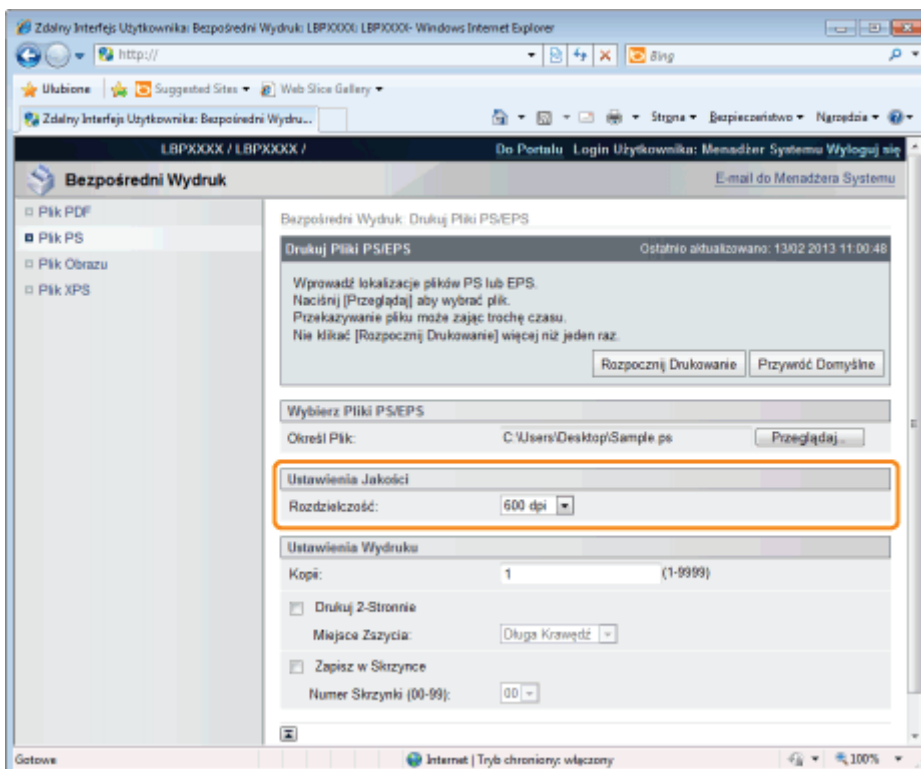 Zdalny Interfejs Użytkownika: Bezpośredni Wydruk: LBPXXXX: LBPXXXX- Windows Internet Explorer
http://
Bing
Ulubione Suggested Sites Web Slice Gallery
Zdalny Interfejs Użytkownika: Bezpośredni Wydru... Strona Bezpieczeństwo Narzędzia
LBPXXXX / LBPXXXX / Do Portalu Login Użytkownika: Menadżer Systemu Wyloguj się
Bezpośredni Wydruk E-mail do Menadżera Systemu
Plik PDF
Plik PS
Plik Obrazu
Plik XPS
Bezpośredni Wydruk: Drukuj Pliki PS/EPS
Drukuj Pliki PS/EPS Ostatnio aktualizowano: 13/02 2013 11:00:48
Wprowadź lokalizacje plików PS lub EPS.
Naciśnij [Przeglądaj] aby wybrać plik.
Przekazywanie pliku może zająć trochę czasu.
Nie klikać [Rozpocznij Drukowanie] więcej niż jeden raz.
Rozpocznij Drukowanie Przywróć Domyślne
Wybierz Pliki PS/EPS
Określ Plik: C:\Users\Desktop\Sample.ps Przeglądaj...
Ustawienia Jakości
Rozdzielczość: 600 dpi
Ustawienia Wydruku
Kopii: 1 (1-9999)
Drukuj 2-Stronnie
Miejsce Zszycia: Długa Krawędź
Zapisz w Skrzynce
Numer Skrzynki (00-99): 00
Gotowe Internet | Tryb chroniony: włączony 100%